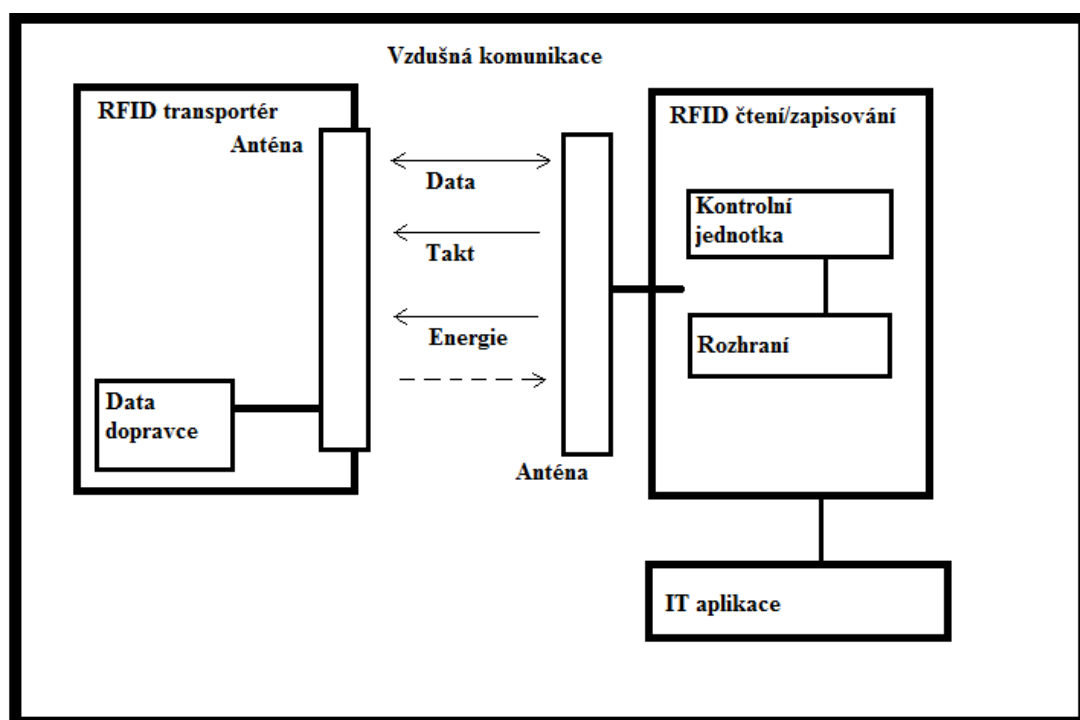 Vzdušná komunikace
RFID transportér
Anténa
Data
dopravce
Data
Takt
Energie
Anténa
RFID čtení/zapisování
Kontrolní
jednotka
Rozhraní
IT aplikace